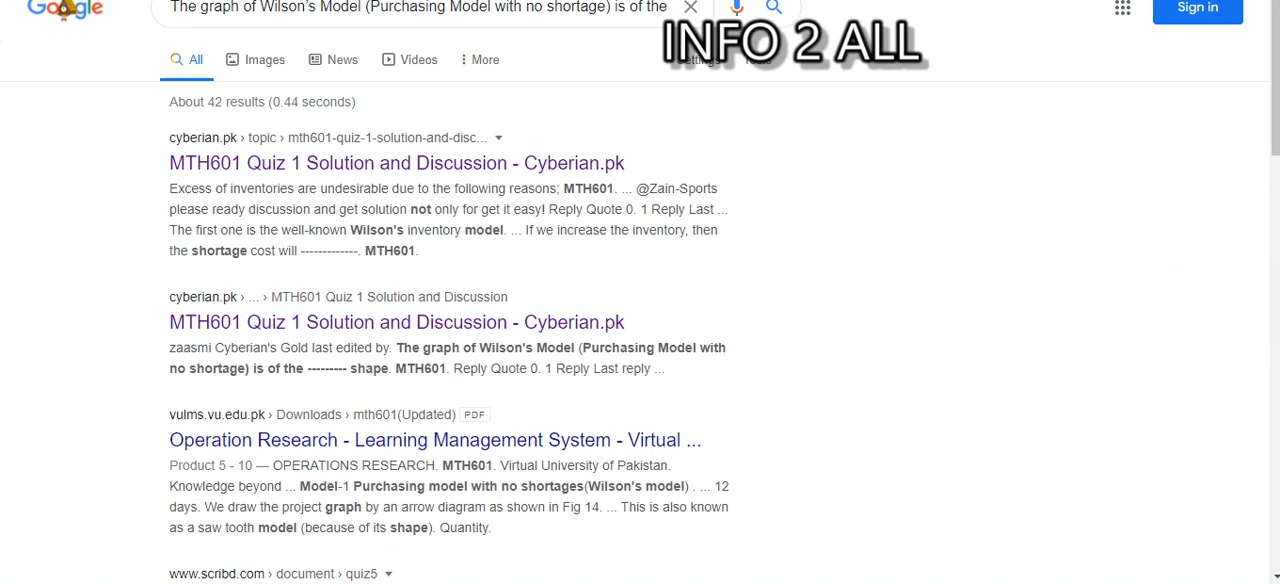 Google
The graph of Wilson's Model (Purchasing Model with no shortage) is of the
Sign in
INFO 2 ALL
All Images News Videos More
About 42 results (0.44 seconds)
cyberian.pk › topic › mth601-quiz-1-solution-and-disc...
MTH601 Quiz 1 Solution and Discussion - Cyberian.pk
Excess of inventories are undesirable due to the following reasons; MTH601. ... @Zain-Sports
please ready discussion and get solution not only for get it easy! Reply Quote 0. 1 Reply Last ...
The first one is the well-known Wilson's inventory model. ... If we increase the inventory, then
the shortage cost will -------------. MTH601.
cyberian.pk › ... › MTH601 Quiz 1 Solution and Discussion
MTH601 Quiz 1 Solution and Discussion - Cyberian.pk
zaasmi Cyberian's Gold last edited by. The graph of Wilson's Model (Purchasing Model with
no shortage) is of the --------- shape. MTH601. Reply Quote 0. 1 Reply Last reply ...
vulms.vu.edu.pk › Downloads › mth601(Updated) PDF
Operation Research - Learning Management System - Virtual ...
Product 5 - 10 — OPERATIONS RESEARCH. MTH601. Virtual University of Pakistan.
Knowledge beyond ... Model-1 Purchasing model with no shortages(Wilson's model) . ... 12
days. We draw the project graph by an arrow diagram as shown in Fig 14. ... This is also known
as a saw tooth model (because of its shape). Quantity.
www.scribd.com › document › quiz5